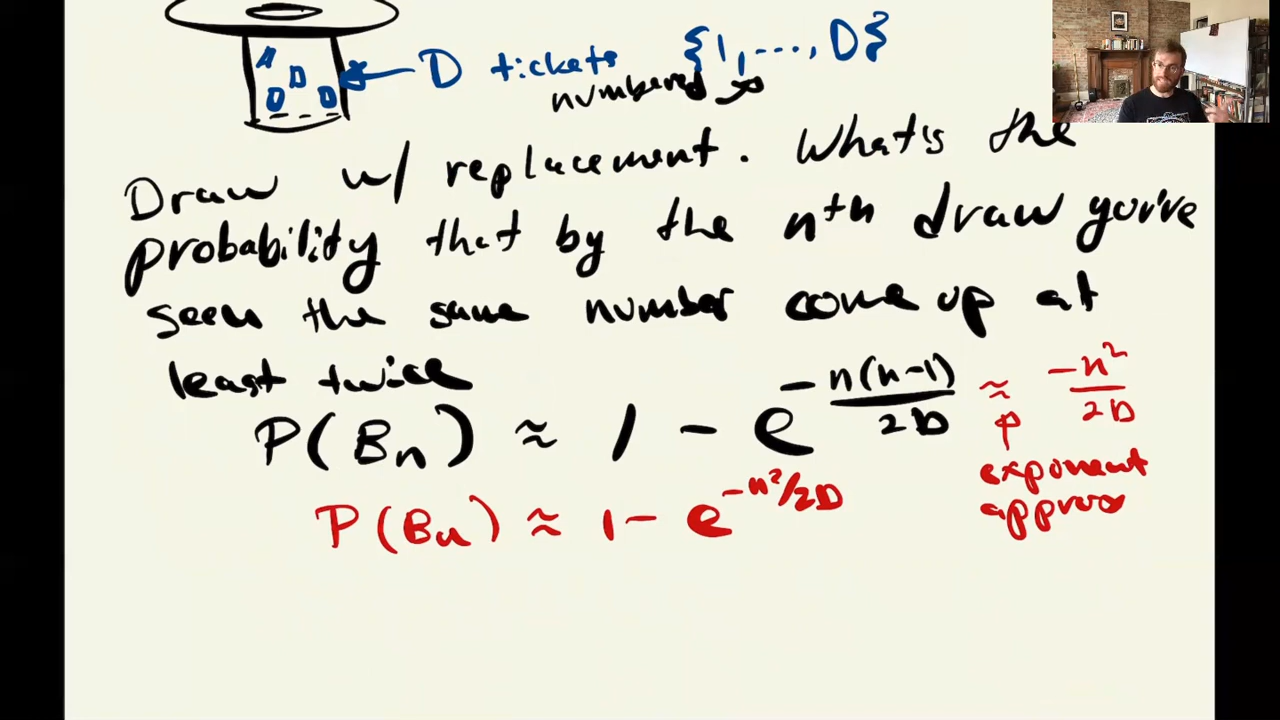 D tickets {1,...,D}
numbered
Draw w/ replacement. What's the
probability that by the nth draw you've
seen the same number come up at
least twice
P(Bn) ≈ 1 - e^{-n(n-1)/2D} ≈ -n²/2D
exponent
approx
P(Bn) ≈ 1 - e^{-n²/2D}